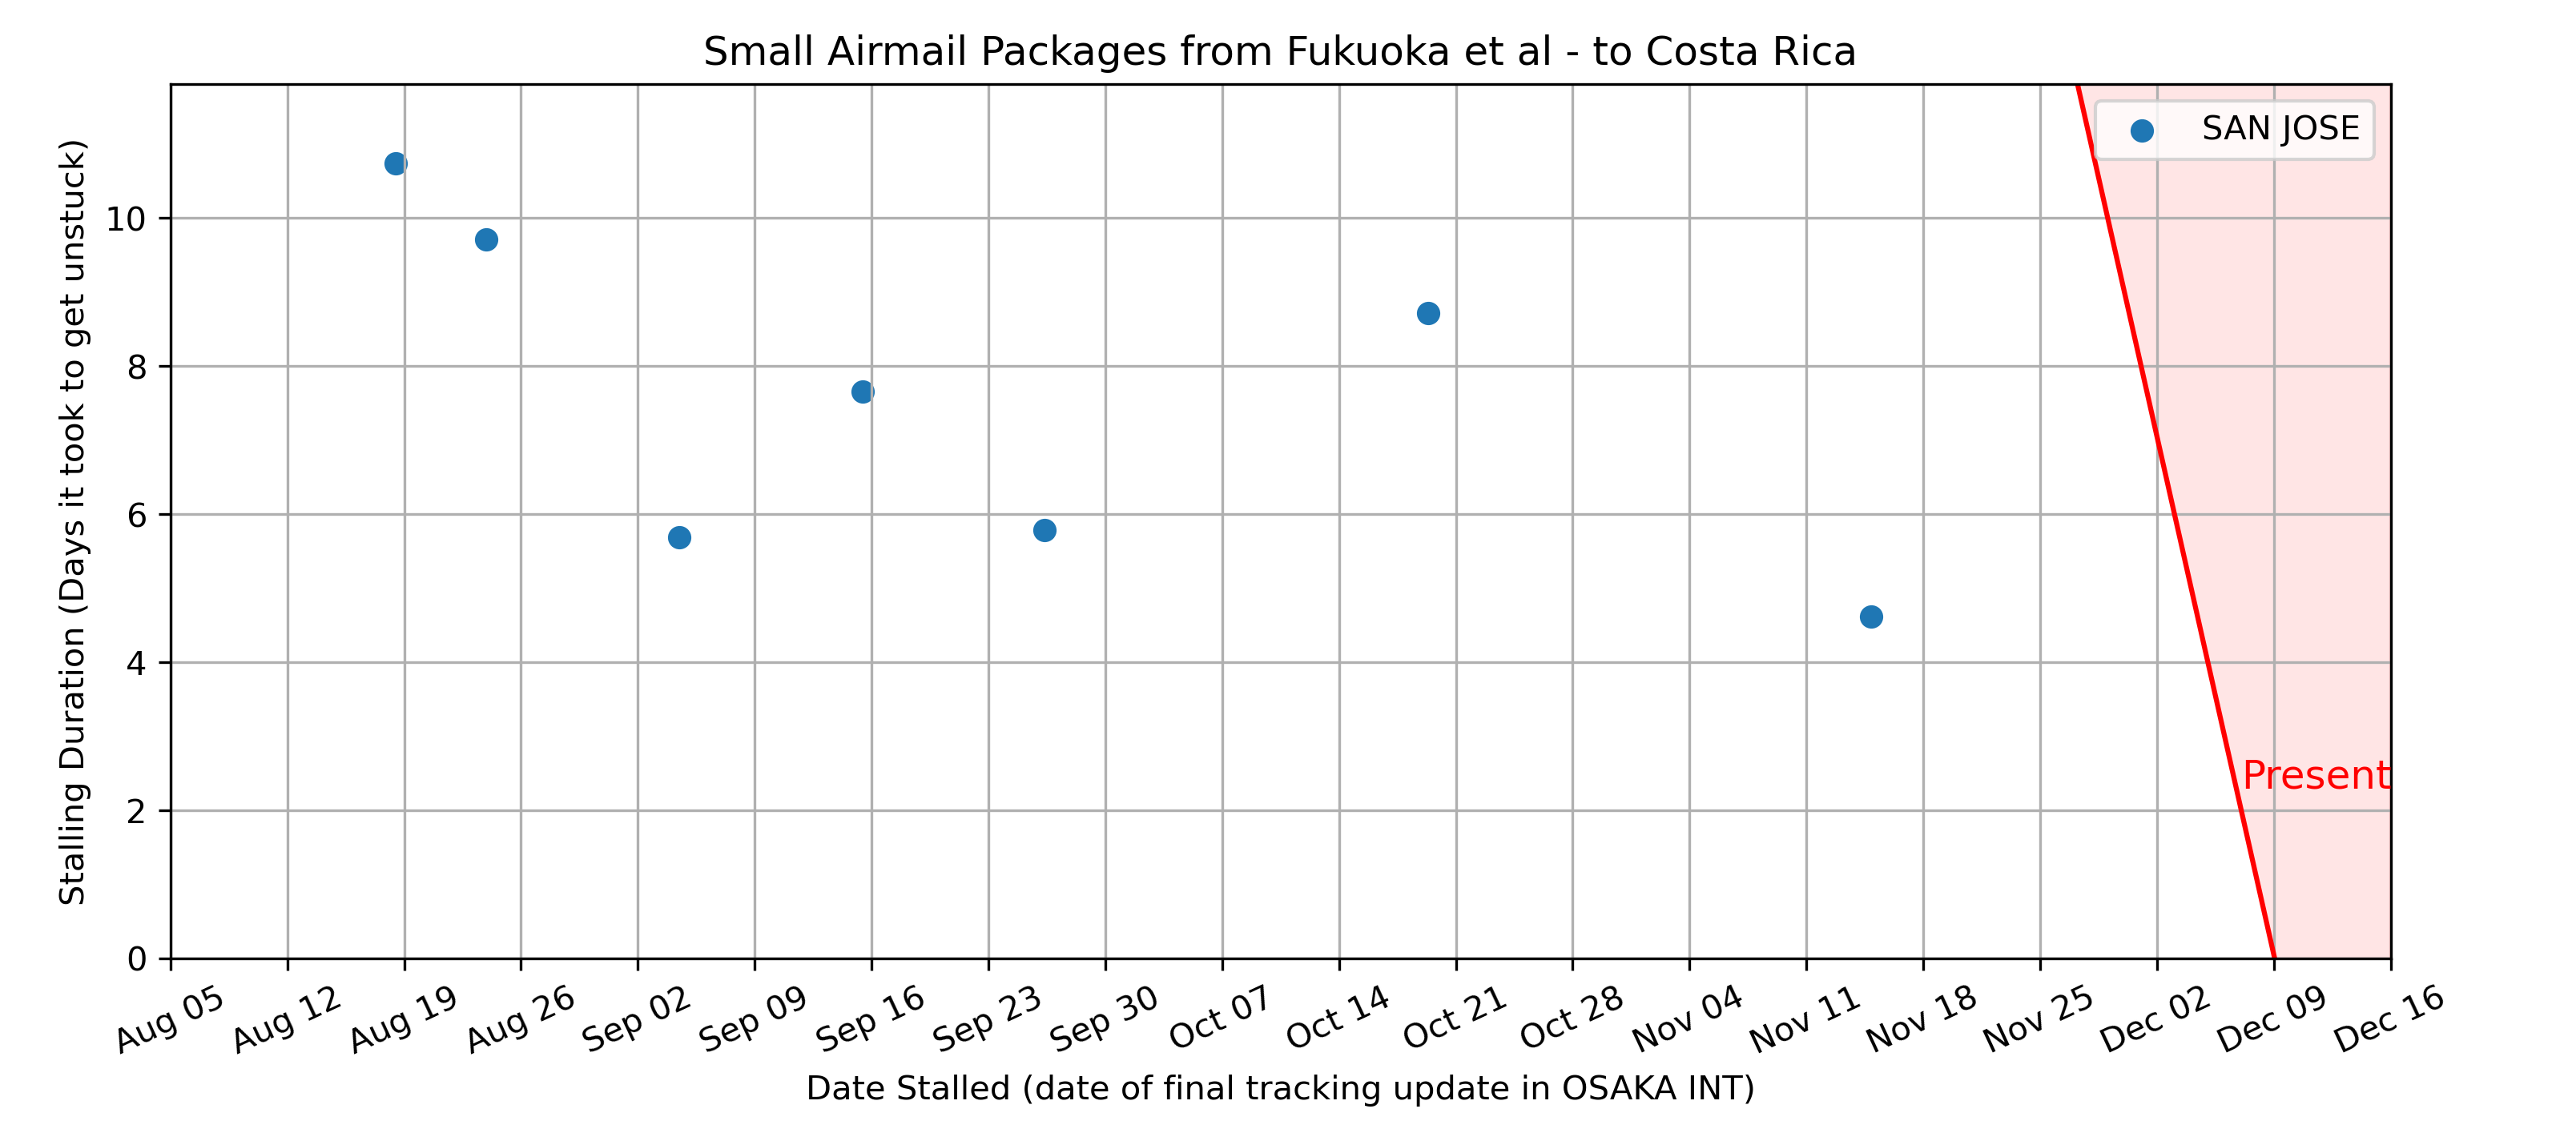 Small Airmail Packages from Fukuoka et al - to Costa Rica
SAN JOSE
Stalling Duration (Days it took to get unstuck)
10
8
6
4
2
0
Present
Aug 05
Aug 12
Aug 19
Aug 26
Sep 02
Sep 09
Sep 16
Sep 23
Sep 30
Oct 07
Oct 14
Oct 21
Oct 28
Nov 04
Nov 11
Nov 18
Nov 25
Dec 02
Dec 09
Dec 16
Date Stalled (date of final tracking update in OSAKA INT)